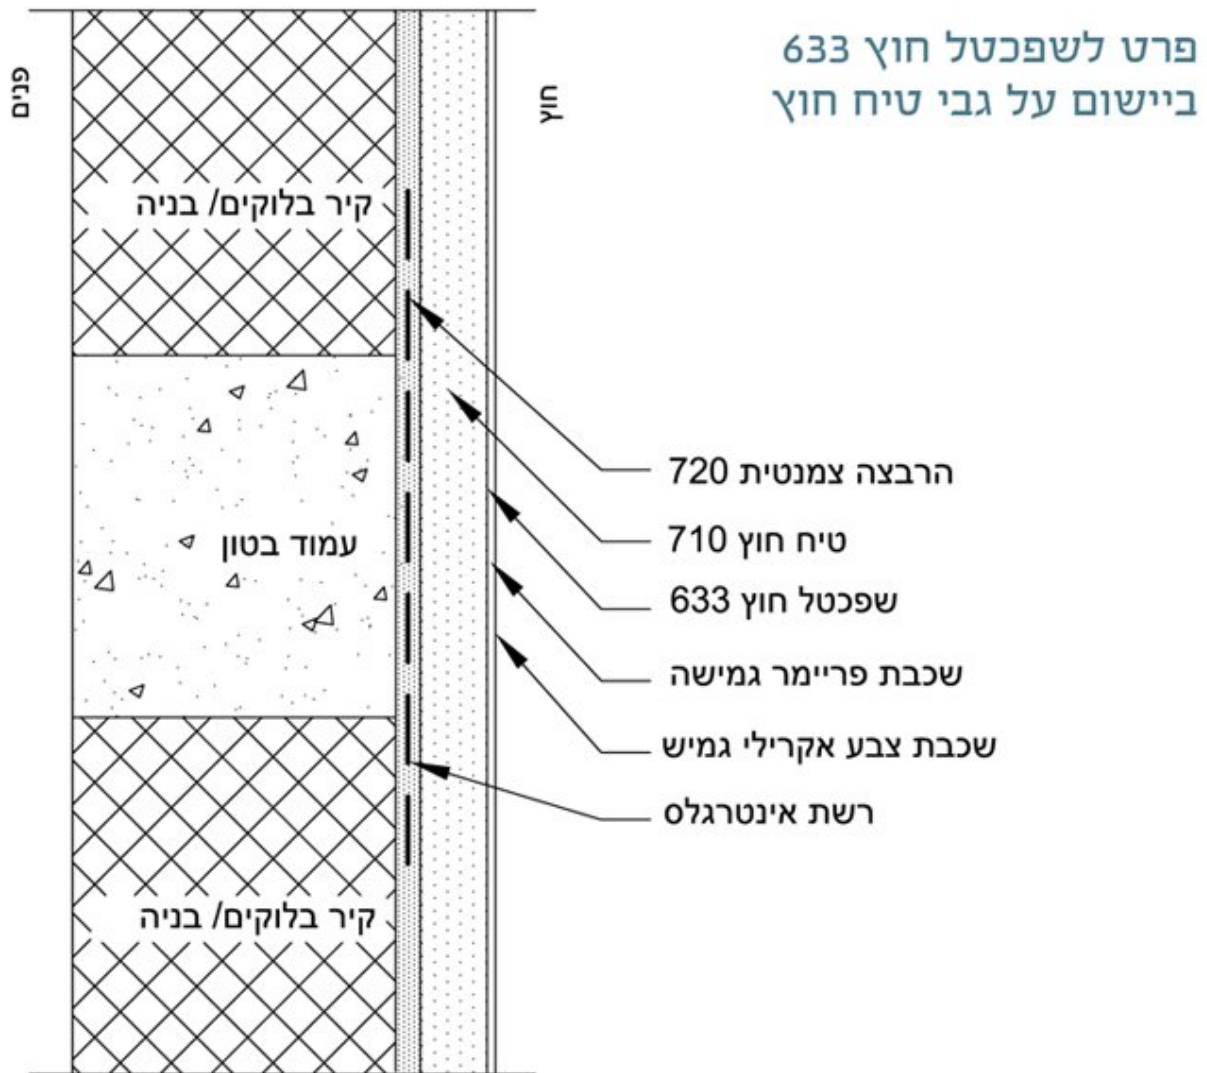 פרט לשפכטל חוץ 633
ביישום על גבי טיח חוץ
פנים
חוץ
קיר בלוקים/ בניה
עמוד בטון
קיר בלוקים/ בניה
הרבצה צמנטית 720
טיח חוץ 710
שפכטל חוץ 633
שכבת פריימר גמישה
שכבת צבע אקרילי גמיש
רשת אינטרגלס